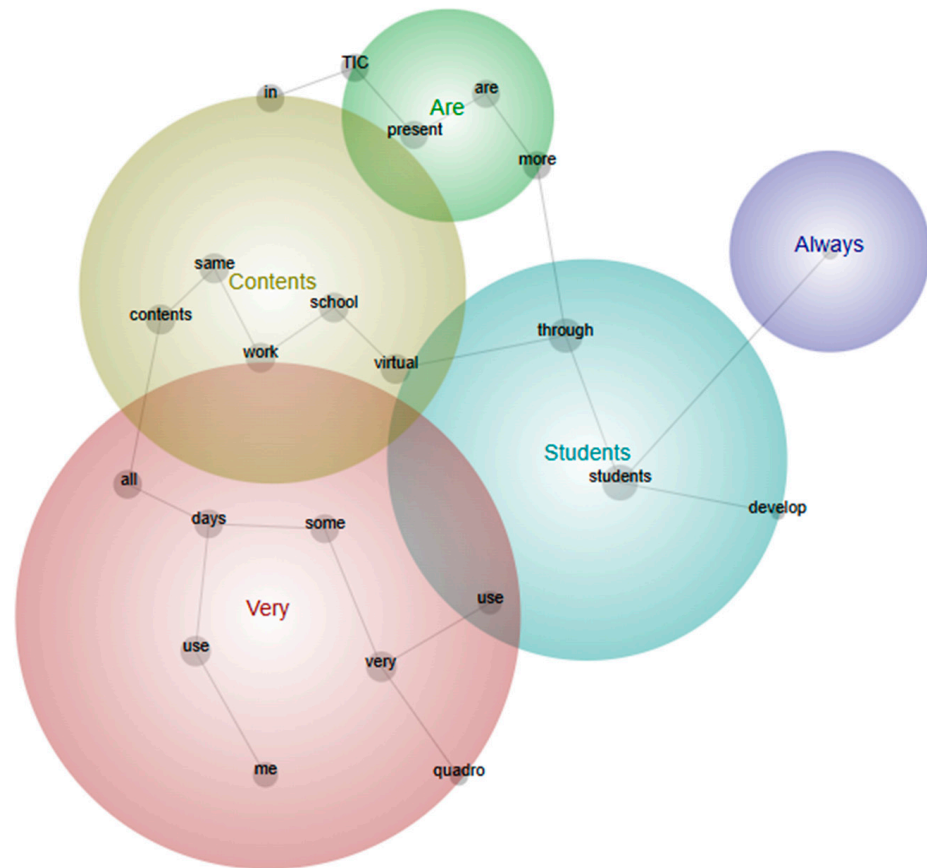 TIC
in
are
Are
present
more
Always
same
Contents
school
contents
through
work
virtual
Students
students
all
develop
days
some
use
Very
use
very
me
quadro